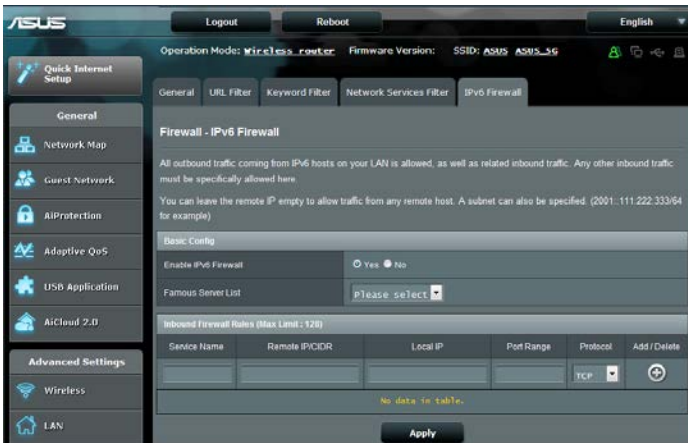 ASUS
Logout
Reboot
English
Operation Mode: Wireless router Firmware Version: SSID: ASUS ASUS_5G
Quick Internet Setup
General
Network Map
Guest Network
AiProtection
Adaptive QoS
USB Application
AiCloud 2.0
Advanced Settings
Wireless
LAN
General
URL Filter
Keyword Filter
Network Services Filter
IPv6 Firewall
Firewall - IPv6 Firewall
All outbound traffic coming from IPv6 hosts on your LAN is allowed, as well as related inbound traffic. Any other inbound traffic
must be specifically allowed here.
You can leave the remote IP empty to allow traffic from any remote host. A subnet can also be specified. (2001::111:222:333/64
for example)
Basic Config
Enable IPv6 Firewall
Yes No
Famous Server List
Please select
Inbound Firewall Rules (Max Limit : 128)
Service Name
Remote IP/CIDR
Local IP
Port Range
Protocol
Add / Delete
TCP
No data in table.
Apply